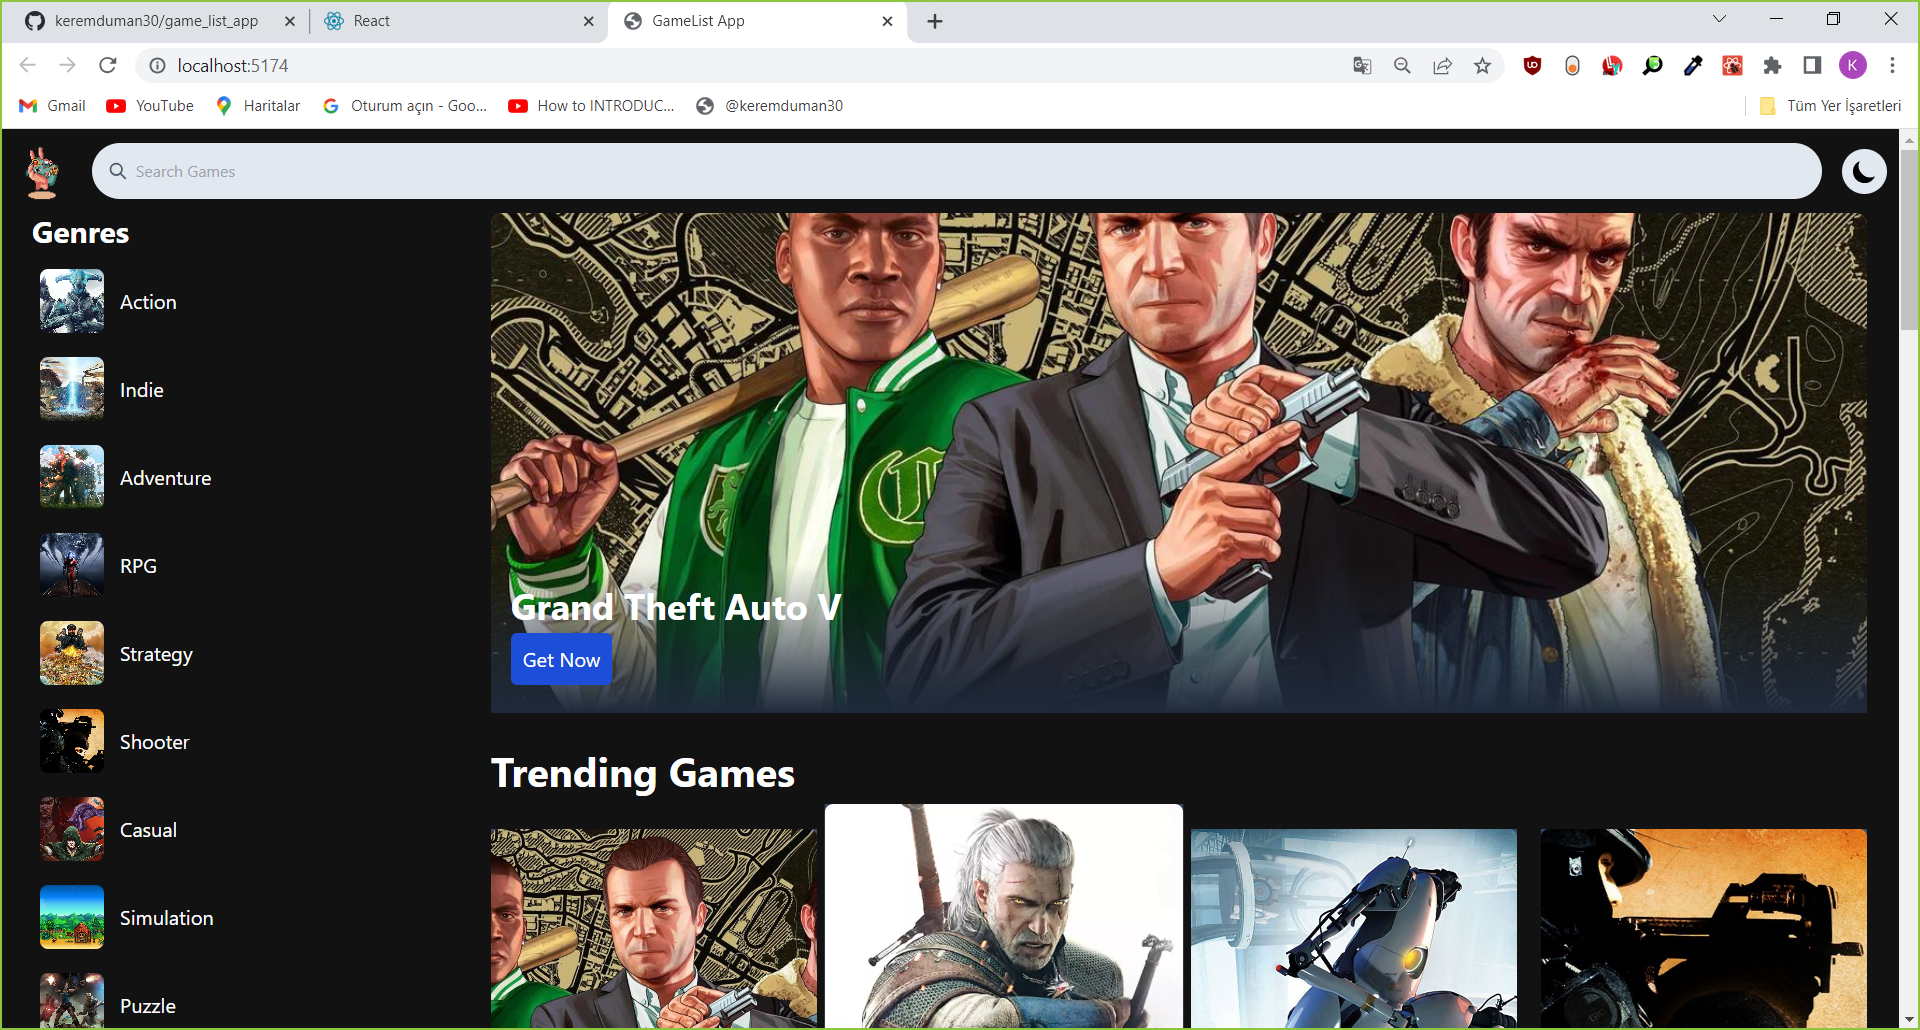 keremduman30/game_list_app
React
GameList App
localhost:5174
K
Gmail
YouTube
Haritalar
Oturum açın - Goo...
How to INTRODUC...
@keremduman30
Tüm Yer İşaretleri
Search Games
Genres
Action
Indie
Adventure
RPG
Strategy
Shooter
Casual
Simulation
Puzzle
Grand Theft Auto V
Get Now
Trending Games